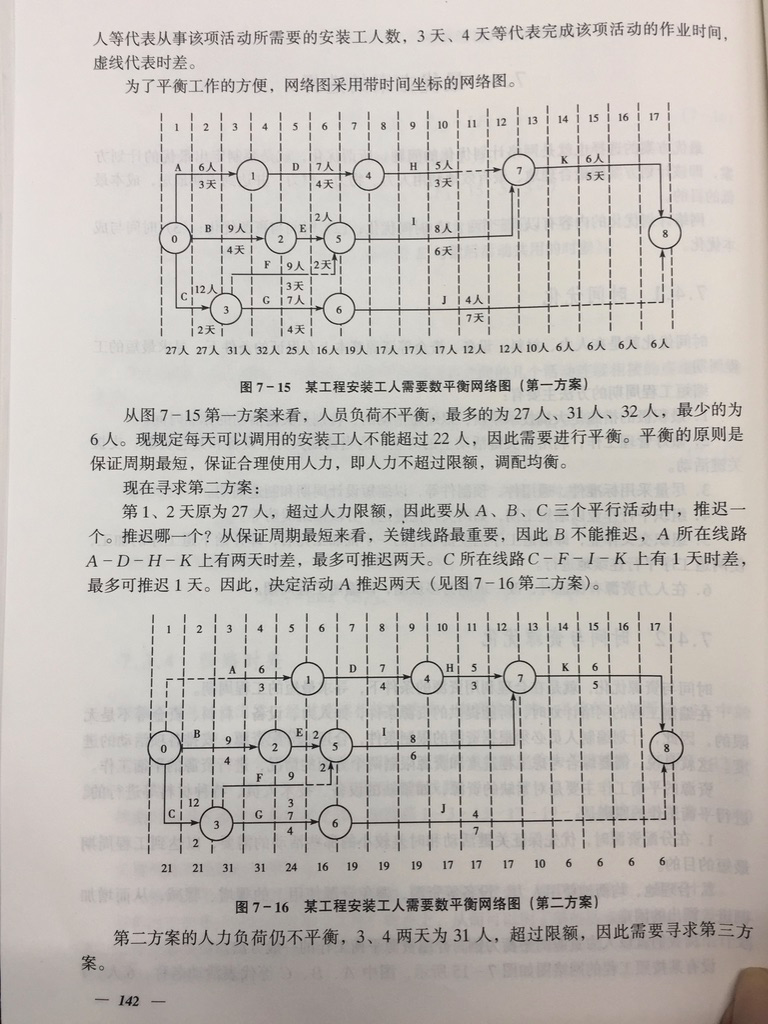 人等代表从事该项活动所需要的安装工人数，3 天、4 天等代表完成该项活动的作业时间，
虚线代表时差。
为了平衡工作的方便，网络图采用带时间坐标的网络图。
1 2 3 4 5 6 7 8 9 10 11 12 13 14 15 16 17
A 6人 D 7人 H 5人 K 6人
1 4 7
3天 4天 3天 5天
B 9人 E 2人 I 8人
0 2 5 8
4天 2天 6天
F 9人
3天
C 12人 G 7人 J 4人
3 6
2天 4天 7天
27人 27人 31人 32人 25人 16人 19人 17人 17人 17人 12人 12人 10人 6人 6人 6人 6人
图 7-15 某工程安装工人需要数平衡网络图（第一方案）
从图 7-15 第一方案来看，人员负荷不平衡，最多的为 27 人、31 人、32 人，最少的为
6 人。现规定每天可以调用的安装工人不能超过 22 人，因此需要进行平衡。平衡的原则是
保证周期最短，保证合理使用人力，即人力不超过限额，调配均衡。
现在寻求第二方案：
第 1、2 天原为 27 人，超过人力限额，因此要从 A、B、C 三个平行活动中，推迟一
个。推迟哪一个？从保证周期最短来看，关键线路最重要，因此 B 不能推迟，A 所在线路
A-D-H-K 上有两天时差，最多可推迟两天。C 所在线路 C-F-I-K 上有 1 天时差，
最多可推迟 1 天。因此，决定活动 A 推迟两天（见图 7-16 第二方案）。
1 2 3 4 5 6 7 8 9 10 11 12 13 14 15 16 17
A 6 D 7 H 5 K 6
1 4 7
3 4 3 5
B 9 E 2 I 8
0 2 5 8
4 2 6
F 9
3
C 12 G 7 J 4
3 6
2 4 7
21 21 31 31 24 16 19 19 19 17 17 17 10 6 6 6 6
图 7-16 某工程安装工人需要数平衡网络图（第二方案）
第二方案的人力负荷仍不平衡，3、4 两天为 31 人，超过限额，因此需要寻求第三方
案。
— 142 —